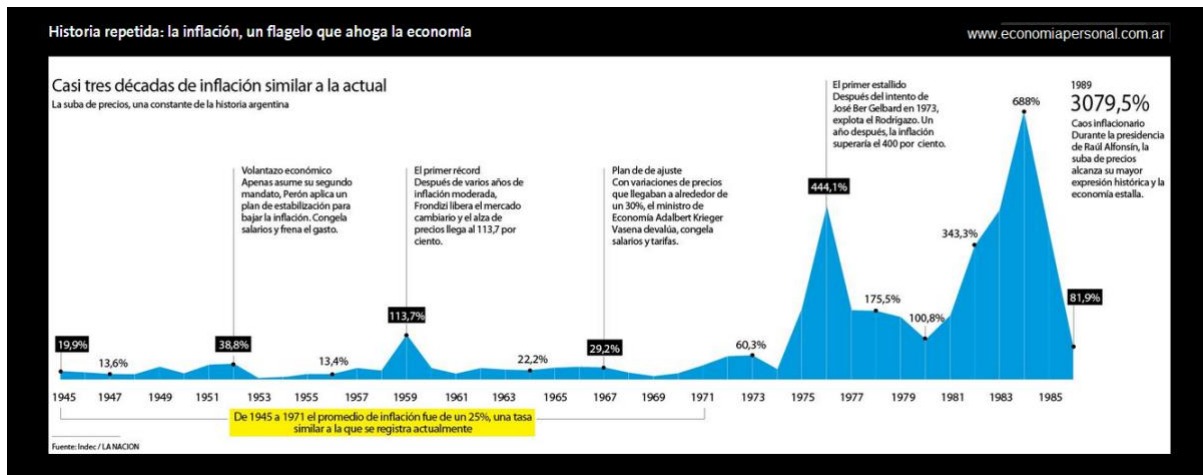 Historia repetida: la inflación, un flagelo que ahoga la economía
www.economiapersonal.com.ar
Casi tres décadas de inflación similar a la actual
La suba de precios, una constante de la historia argentina
Volantazo económico
Apenas asume su segundo
mandato, Perón aplica un
plan de estabilización para
bajar la inflación. Congela
salarios y frena el gasto.
El primer récord
Después de varios años de
inflación moderada,
Frondizi libera el mercado
cambiario y el alza de
precios llega al 113,7 por
ciento.
Plan de de ajuste
Con variaciones de precios
que llegaban a alrededor de
un 30%, el ministro de
Economía Adalbert Krieger
Vasena devalúa, congela
salarios y tarifas.
El primer estallido
Después del intento de
José Ber Gelbard en 1973,
explota el Rodrigazo. Un
año después, la inflación
superaría el 400 por ciento.
1989
3079,5%
Caos inflacionario
Durante la presidencia
de Raúl Alfonsín, la
suba de precios
alcanza su mayor
expresión histórica y la
economía estalla.
19,9%
13,6%
38,8%
13,4%
113,7%
22,2%
29,2%
60,3%
444,1%
175,5%
100,8%
343,3%
688%
81,9%
1945 1947 1949 1951 1953 1955 1957 1959 1961 1963 1965 1967 1969 1971 1973 1975 1977 1979 1981 1983 1985
De 1945 a 1971 el promedio de inflación fue de un 25%, una tasa
similar a la que se registra actualmente
Fuente: Indec / LA NACION